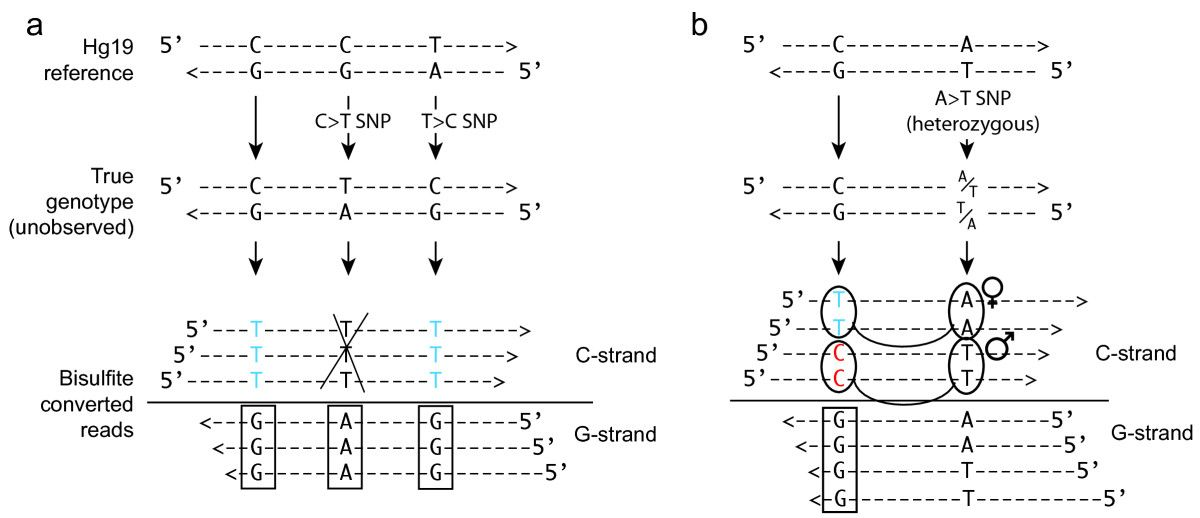 a
Hg19
reference
5’ ----C-------C-------T------->
<-----G-------G-------A------ 5’
C>T SNP T>C SNP
True
genotype
(unobserved)
5’ ----C-------T-------C------->
<-----G-------A-------G------ 5’
Bisulfite
converted
reads
5’---T-------T-------T------->
5’----T-------T-------T------>
5’-----T-------T-------T----->
C-strand
<---G-------A-------G-------5’
<--G-------A-------G--------5’
<-G-------A-------G---------5’
G-strand
b
5’ ----C----------A------>
<-----G----------T----- 5’
A>T SNP
(heterozygous)
5’ ----C---------- A/T ------>
<-----G---------- T/A ---- 5’
5’--T----------A---------> ♀
5’---T----------A------->
5’----C----------T------> ♂
5’---C----------T----->
C-strand
<---G----------A-----5’
<--G----------A------5’
<-G----------T--------5’
<-G----------T----------5’
G-strand